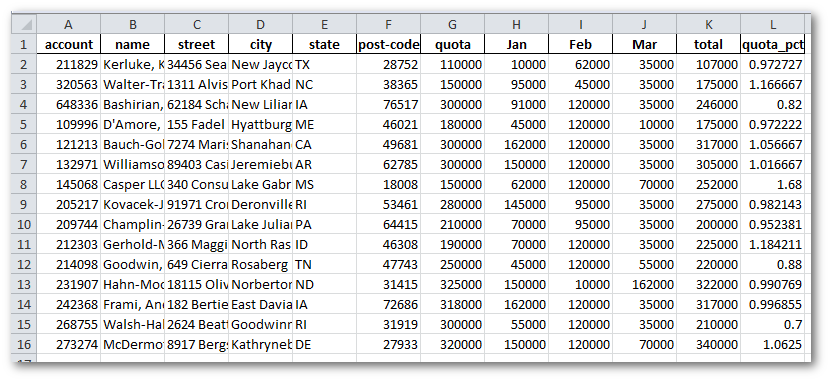 A B C D E F G H I J K L
1 account name street city state post-code quota Jan Feb Mar total quota_pct
2 211829 Kerluke, K 34456 Sea New Jayco TX 28752 110000 10000 62000 35000 107000 0.972727
3 320563 Walter-Tra 1311 Alvis Port Khad NC 38365 150000 95000 45000 35000 175000 1.166667
4 648336 Bashirian, 62184 Scha New Lilian IA 76517 300000 91000 120000 35000 246000 0.82
5 109996 D'Amore, 155 Fadel Hyattburg ME 46021 180000 45000 120000 10000 175000 0.972222
6 121213 Bauch-Gol 7274 Maris Shanahan CA 49681 300000 162000 120000 35000 317000 1.056667
7 132971 Williamso 89403 Casi Jeremiebu AR 62785 300000 150000 120000 35000 305000 1.016667
8 145068 Casper LLC 340 Consu Lake Gabr MS 18008 150000 62000 120000 70000 252000 1.68
9 205217 Kovacek-J 91971 Cro Deronville RI 53461 280000 145000 95000 35000 275000 0.982143
10 209744 Champlin- 26739 Gra Lake Julia PA 64415 210000 70000 95000 35000 200000 0.952381
11 212303 Gerhold-M 366 Maggi North Ras ID 46308 190000 70000 120000 35000 225000 1.184211
12 214098 Goodwin, 649 Cierra Rosaberg TN 47743 250000 45000 120000 55000 220000 0.88
13 231907 Hahn-Moo 18115 Oliv Norberton ND 31415 325000 150000 10000 162000 322000 0.990769
14 242368 Frami, And 182 Bertie East Davia IA 72686 318000 162000 120000 35000 317000 0.996855
15 268755 Walsh-Hal 2624 Beat Goodwinn RI 31919 300000 55000 120000 35000 210000 0.7
16 273274 McDermo 8917 Berg Kathryneb DE 27933 320000 150000 120000 70000 340000 1.0625